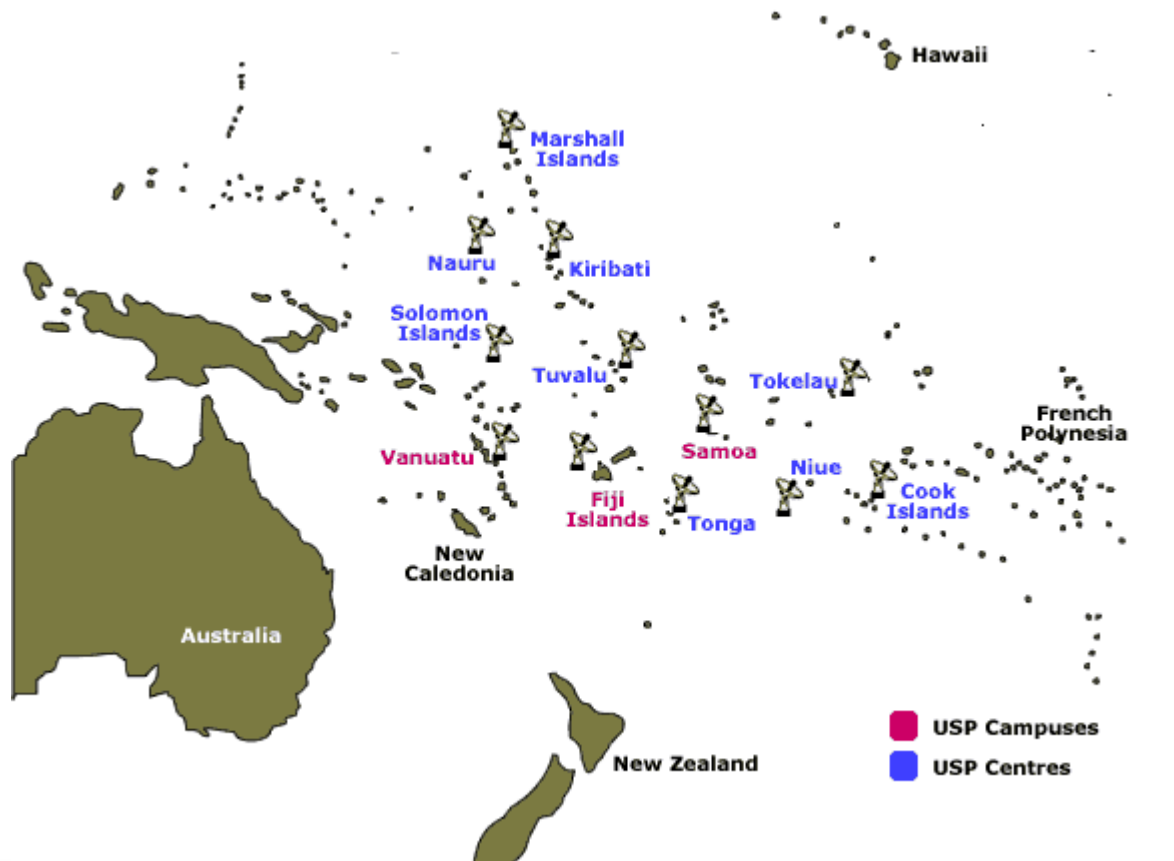 Hawaii
Marshall
Islands
Nauru
Kiribati
Solomon
Islands
Tuvalu
Tokelau
French
Polynesia
Vanuatu
Samoa
Niue
Fiji
Islands
Cook
Islands
Tonga
New
Caledonia
Australia
USP Campuses
New Zealand
USP Centres